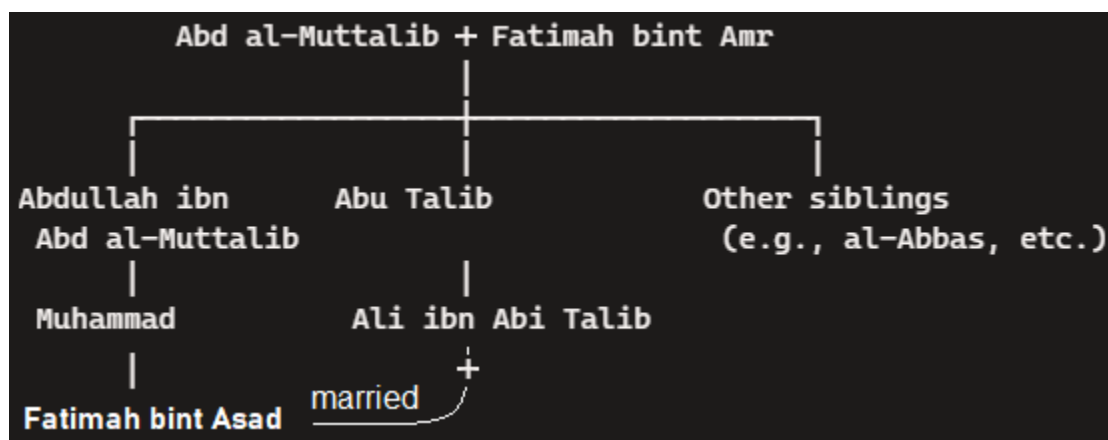 Abd al-Muttalib + Fatimah bint Amr
Abdullah ibn Abu Talib Other siblings
Abd al-Muttalib (e.g., al-Abbas, etc.)
Muhammad Ali ibn Abi Talib
+
married
Fatimah bint Asad